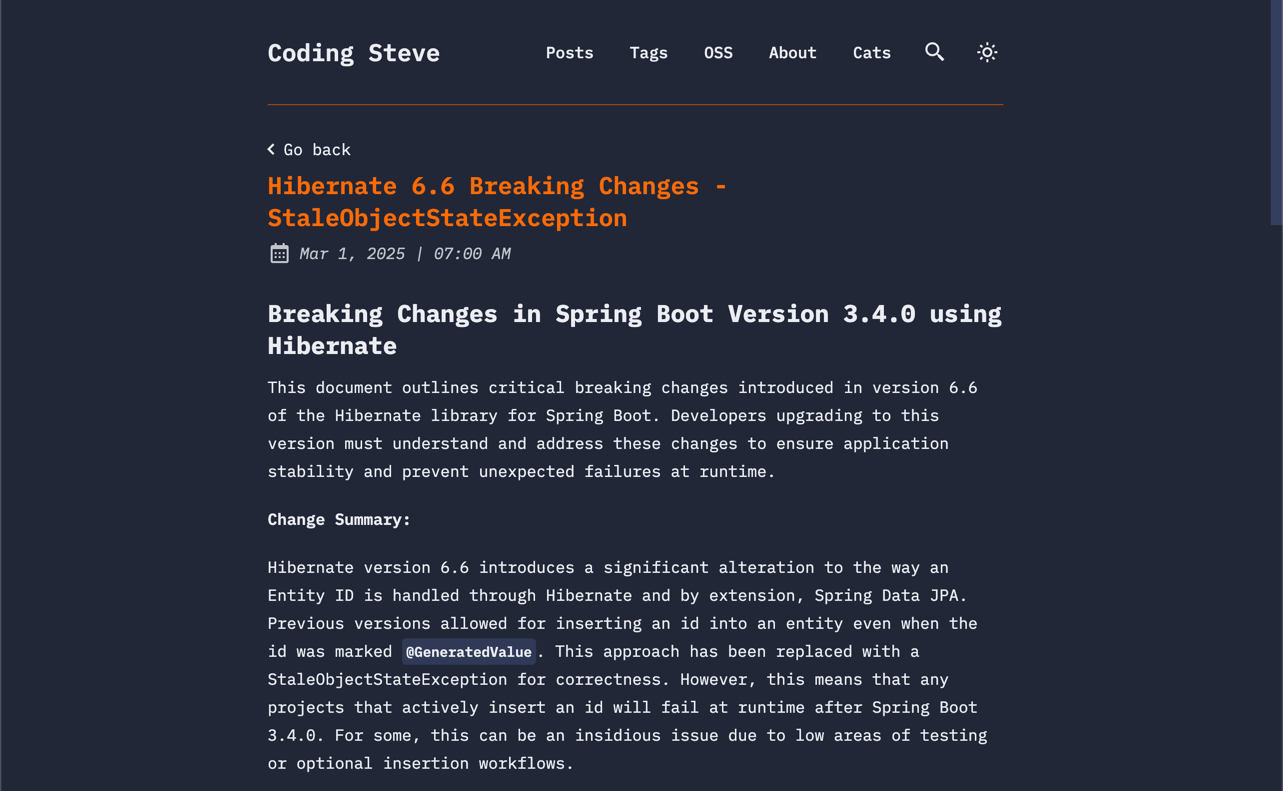 Coding Steve
Posts Tags OSS About Cats
Go back
Hibernate 6.6 Breaking Changes -
StaleObjectStateException
Mar 1, 2025 | 07:00 AM
Breaking Changes in Spring Boot Version 3.4.0 using
Hibernate
This document outlines critical breaking changes introduced in version 6.6
of the Hibernate library for Spring Boot. Developers upgrading to this
version must understand and address these changes to ensure application
stability and prevent unexpected failures at runtime.
Change Summary:
Hibernate version 6.6 introduces a significant alteration to the way an
Entity ID is handled through Hibernate and by extension, Spring Data JPA.
Previous versions allowed for inserting an id into an entity even when the
id was marked @GeneratedValue. This approach has been replaced with a
StaleObjectStateException for correctness. However, this means that any
projects that actively insert an id will fail at runtime after Spring Boot
3.4.0. For some, this can be an insidious issue due to low areas of testing
or optional insertion workflows.